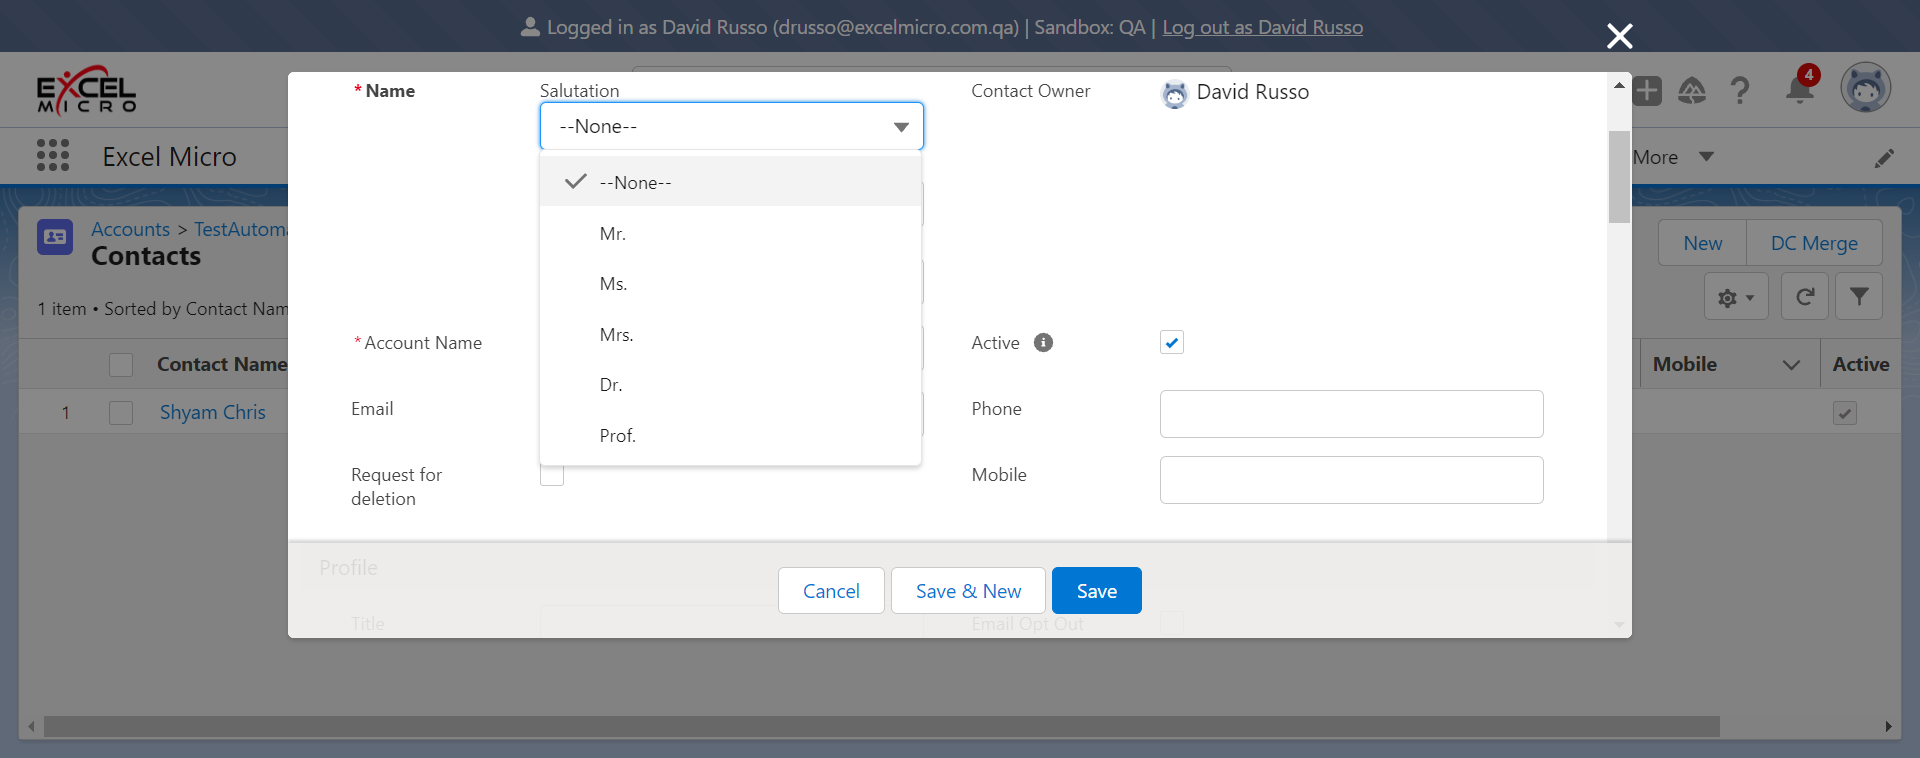 Logged in as David Russo (drusso@excelmicro.com.qa) | Sandbox: QA | Log out as David Russo
EXCEL
MICRO
4
Excel Micro
More
Accounts > TestAutoma
Contacts
New
DC Merge
1 item • Sorted by Contact Nam
Contact Name
Mobile
Active
1
Shyam Chris
*Name
Salutation
--None--
--None--
Mr.
Ms.
Mrs.
Dr.
Prof.
Contact Owner
David Russo
*Account Name
Active
Email
Phone
Request for
deletion
Mobile
Profile
Title
Email Opt Out
Cancel
Save & New
Save